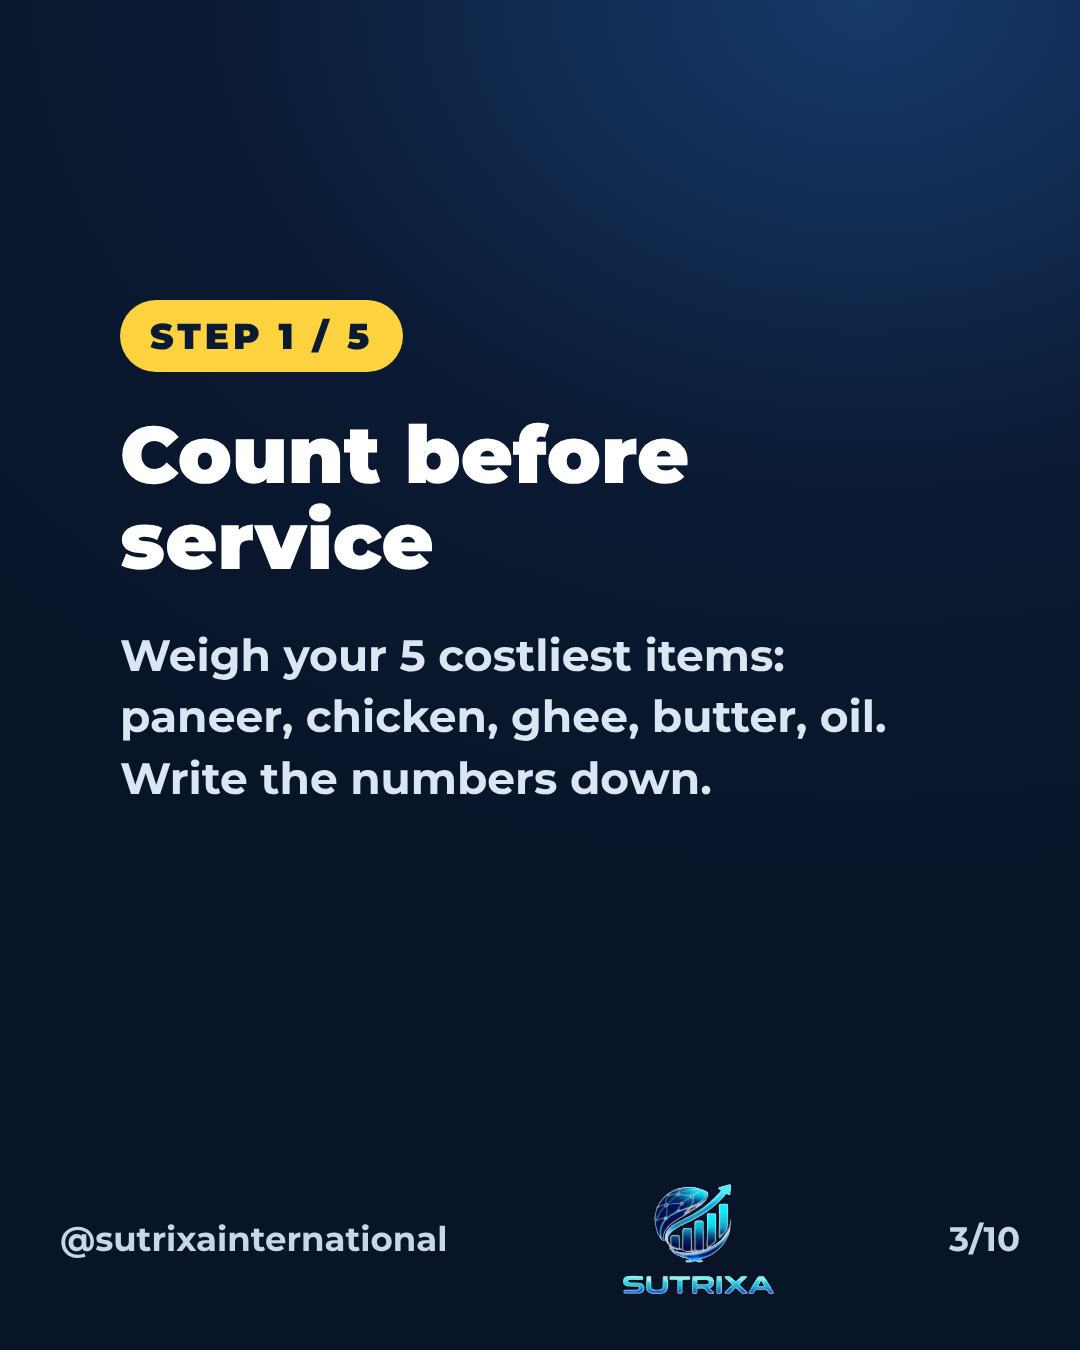 STEP 1 / 5
Count before
service
Weigh your 5 costliest items:
paneer, chicken, ghee, butter, oil.
Write the numbers down.
@sutrixainternational
SUTRIXA
3/10